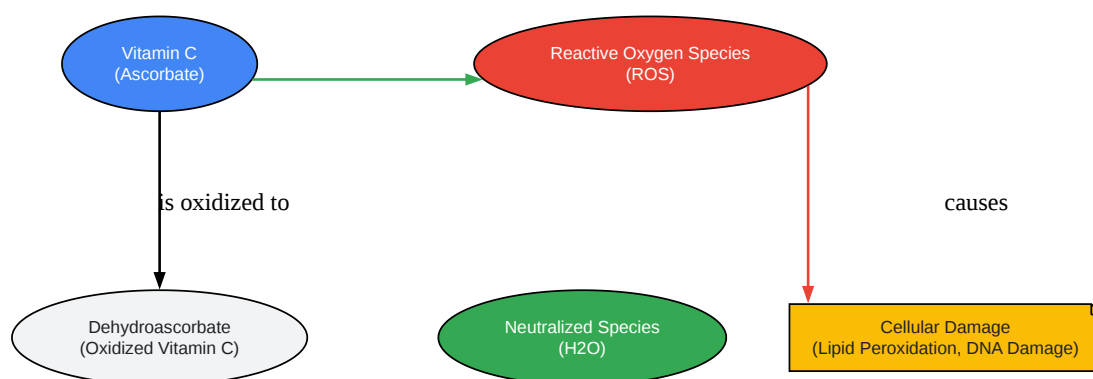 Vitamin C
(Ascorbate)
Reactive Oxygen Species
(ROS)
is oxidized to
causes
Dehydroascorbate
(Oxidized Vitamin C)
Neutralized Species
(H2O)
Cellular Damage
(Lipid Peroxidation, DNA Damage)